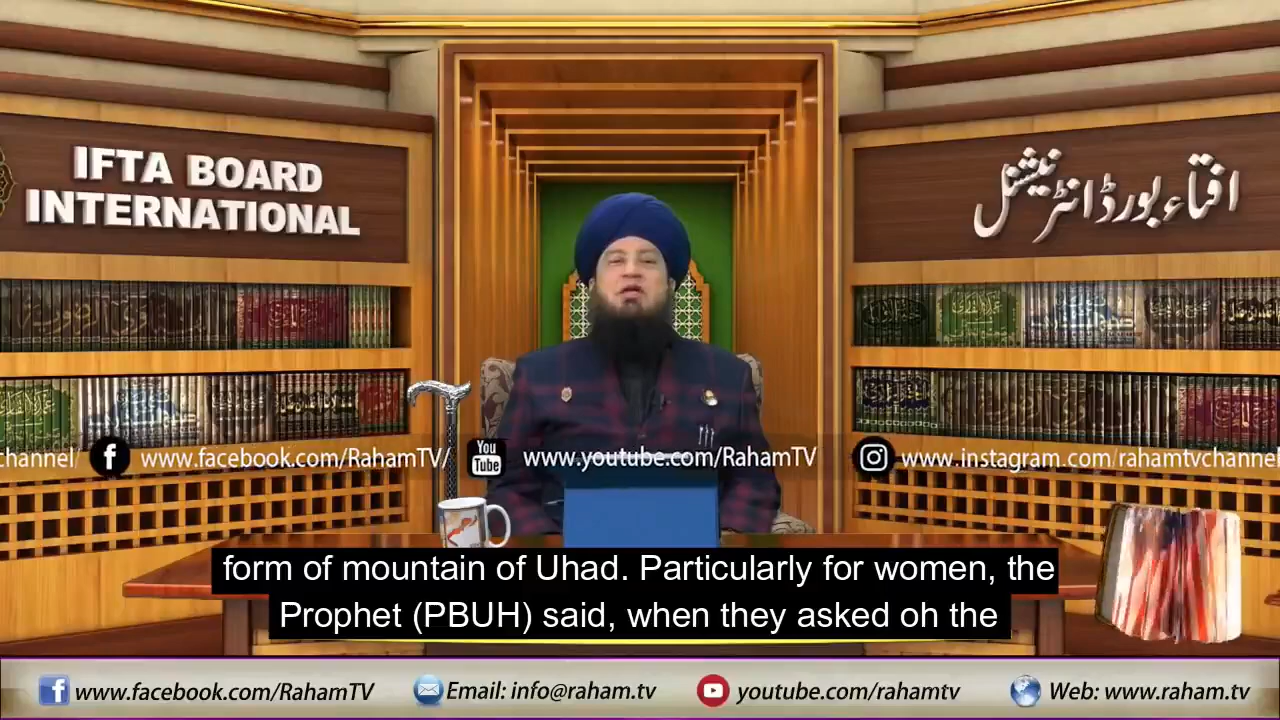 IFTA BOARD
INTERNATIONAL
افتاء بورڈ انٹرنیشنل
channel/
www.facebook.com/RahamTV/
You
Tube
www.youtube.com/RahamTV
www.instagram.com/rahamtvchannel
form of mountain of Uhad. Particularly for women, the
Prophet (PBUH) said, when they asked oh the
www.facebook.com/RahamTV
Email: info@raham.tv
youtube.com/rahamtv
Web: www.raham.tv